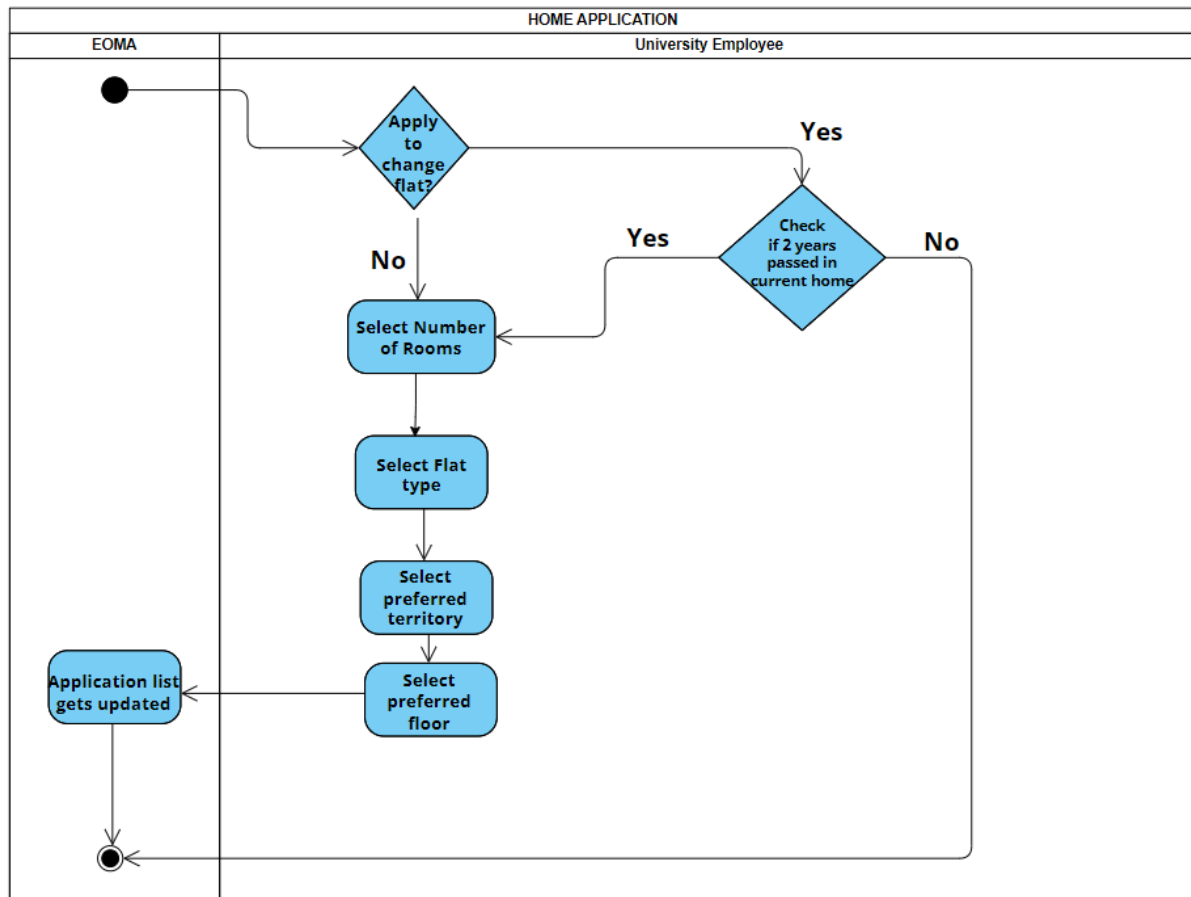 HOME APPLICATION
EOMA
University Employee
Apply
to
change
flat?
Yes
Check
if 2 years
passed in
current home
Yes
No
No
Select Number
of Rooms
Select Flat
type
Select
preferred
territory
Application list
gets updated
Select
preferred
floor